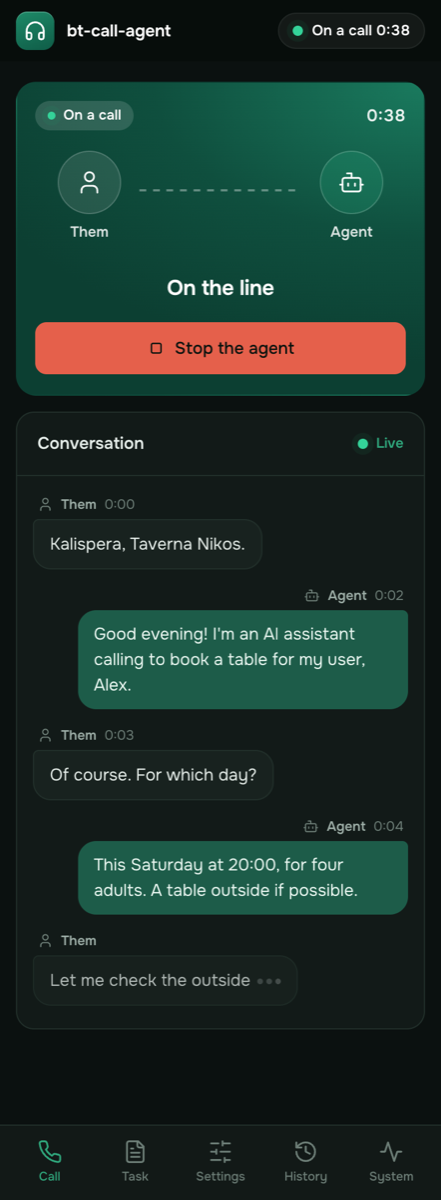 bt-call-agent
On a call 0:38
On a call
0:38
Them
Agent
On the line
Stop the agent
Conversation
Live
Them 0:00
Kalispera, Taverna Nikos.
Agent 0:02
Good evening! I'm an AI assistant
calling to book a table for my user,
Alex.
Them 0:03
Of course. For which day?
Agent 0:04
This Saturday at 20:00, for four
adults. A table outside if possible.
Them
Let me check the outside
Call
Task
Settings
History
System